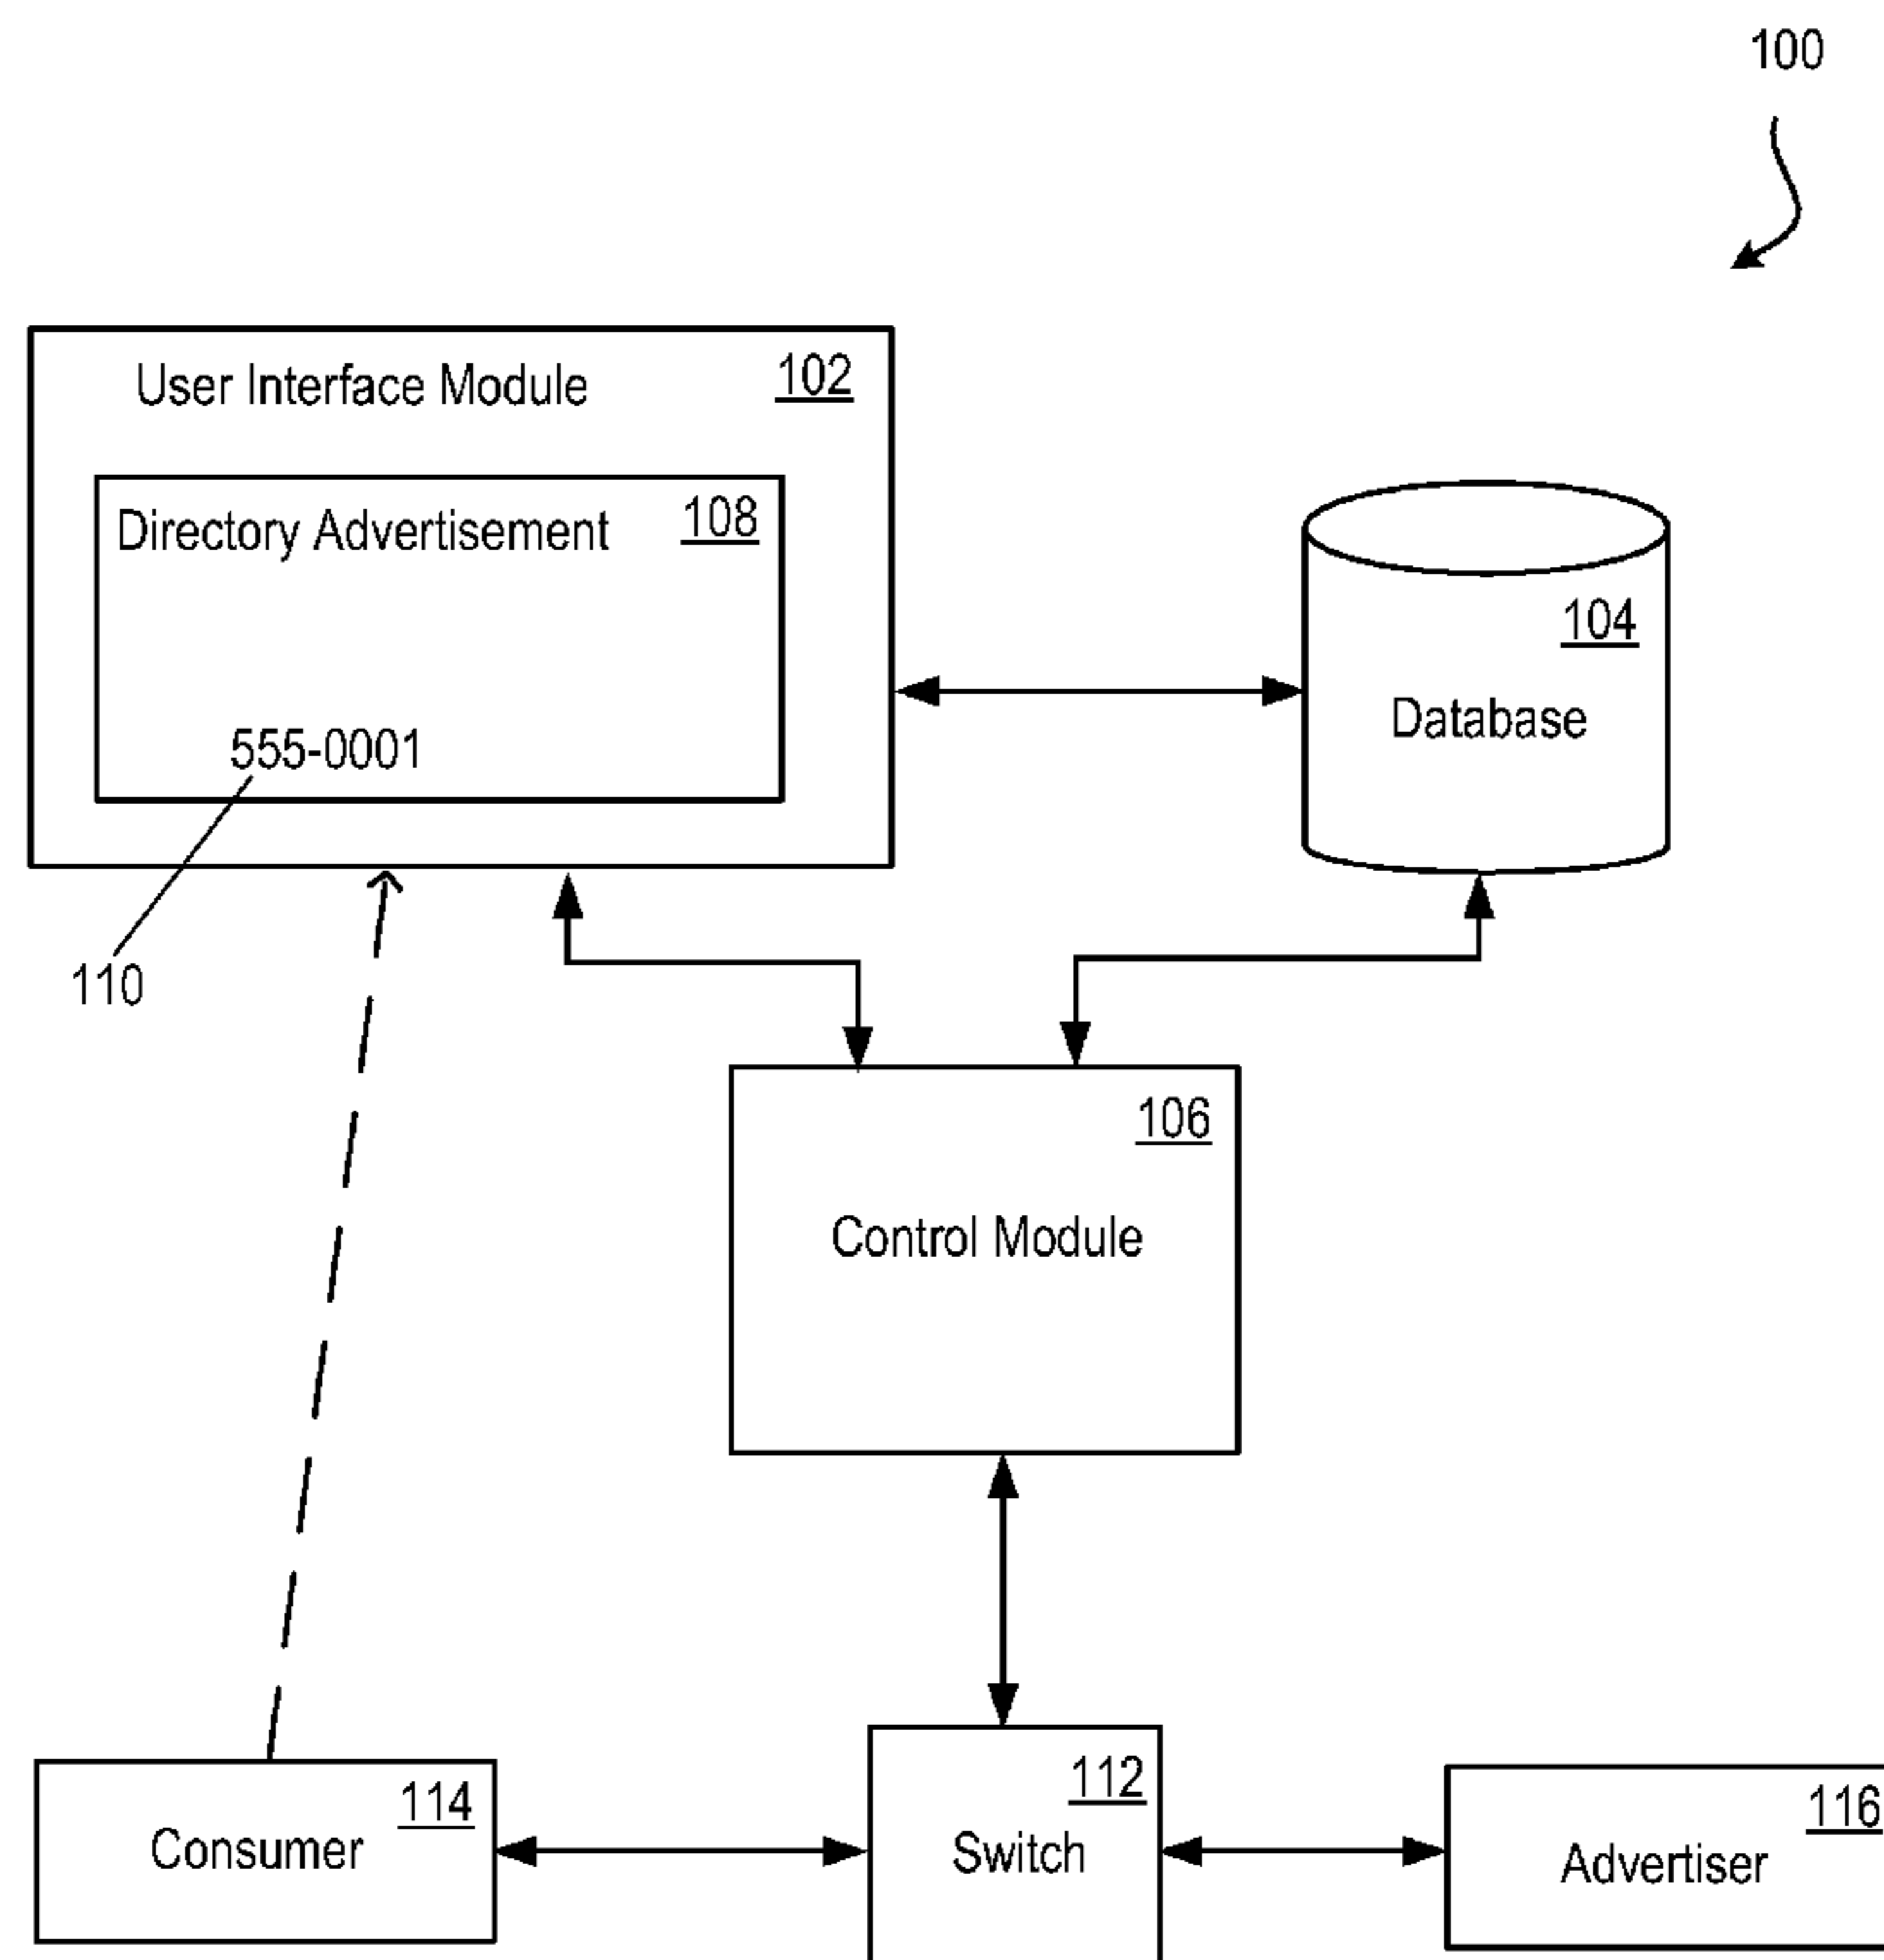 100
User Interface Module
102
Directory Advertisement
108
555-0001
110
104
Database
106
Control Module
114
Consumer
112
Switch
116
Advertiser